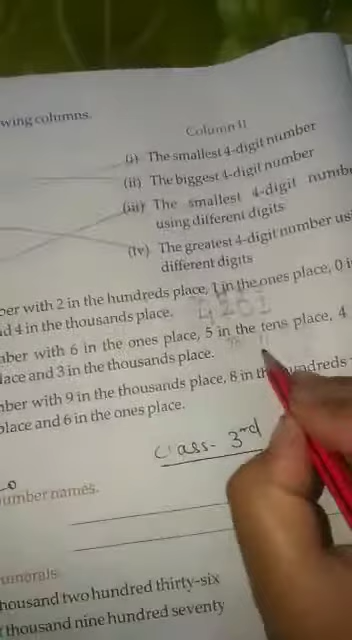 wing columns.
Column II
(i) The smallest 4-digit number
(ii) The biggest 4-digit number
(iii) The smallest 4-digit numbe
using different digits
(iv) The greatest 4-digit number usi
different digits
ber with 2 in the hundreds place, 1 in the ones place, 0 i
d 4 in the thousands place. 4201
mber with 6 in the ones place, 5 in the tens place, 4
lace and 3 in the thousands place.
mber with 9 in the thousands place, 8 in the hundreds
place and 6 in the ones place.
Class- 3rd
umber names.
umerals.
housand two hundred thirty-six
thousand nine hundred seventy